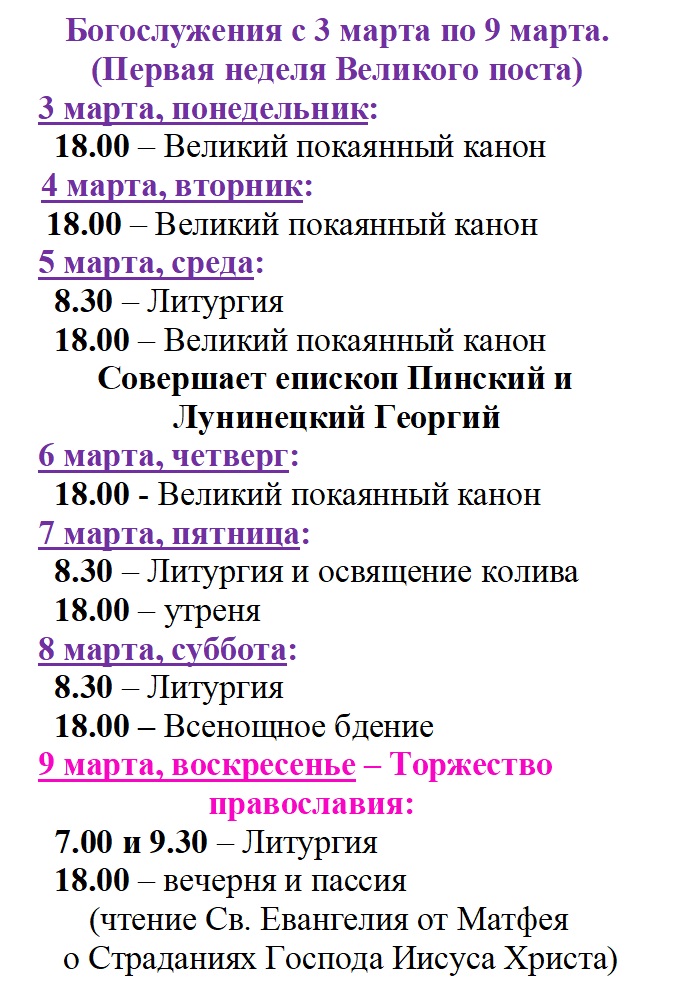 Богослужения с 3 марта по 9 марта.
(Первая неделя Великого поста)
3 марта, понедельник:
18.00 – Великий покаянный канон
4 марта, вторник:
18.00 – Великий покаянный канон
5 марта, среда:
8.30 – Литургия
18.00 – Великий покаянный канон
Совершает епископ Пинский и
Лунинецкий Георгий
6 марта, четверг:
18.00 - Великий покаянный канон
7 марта, пятница:
8.30 – Литургия и освящение колива
18.00 – утреня
8 марта, суббота:
8.30 – Литургия
18.00 – Всенощное бдение
9 марта, воскресенье – Торжество
православия:
7.00 и 9.30 – Литургия
18.00 – вечерня и пассия
(чтение Св. Евангелия от Матфея
о Страданиях Господа Иисуса Христа)